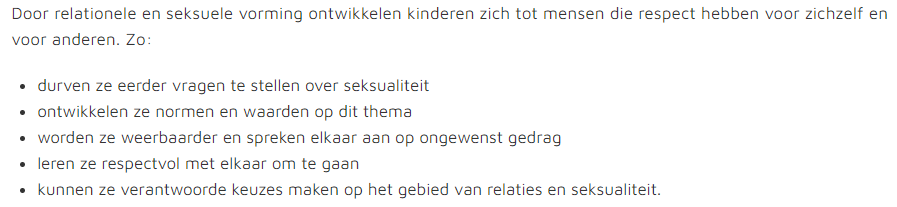 Door relationele en seksuele vorming ontwikkelen kinderen zich tot mensen die respect hebben voor zichzelf en
voor anderen. Zo:
• durven ze eerder vragen te stellen over seksualiteit
• ontwikkelen ze normen en waarden op dit thema
• worden ze weerbaarder en spreken elkaar aan op ongewenst gedrag
• leren ze respectvol met elkaar om te gaan
• kunnen ze verantwoorde keuzes maken op het gebied van relaties en seksualiteit.